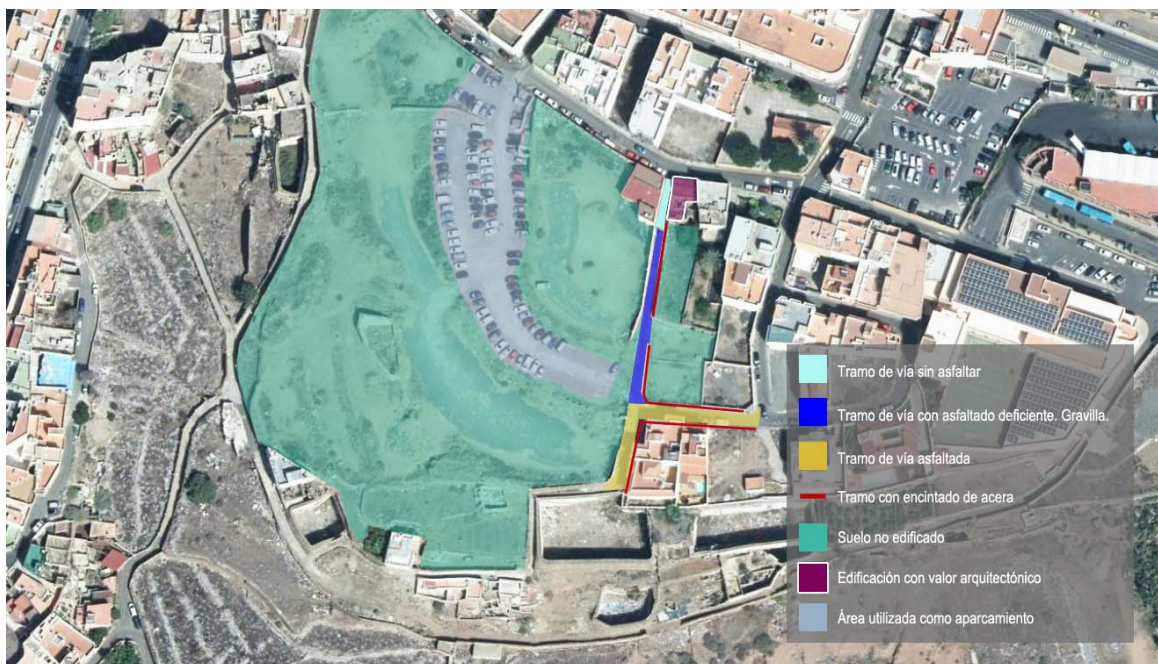 Tramo de vía sin asfaltar
Tramo de vía con asfaltado deficiente. Gravilla.
Tramo de vía asfaltada
Tramo con encintado de acera
Suelo no edificado
Edificación con valor arquitectónico
Área utilizada como aparcamiento